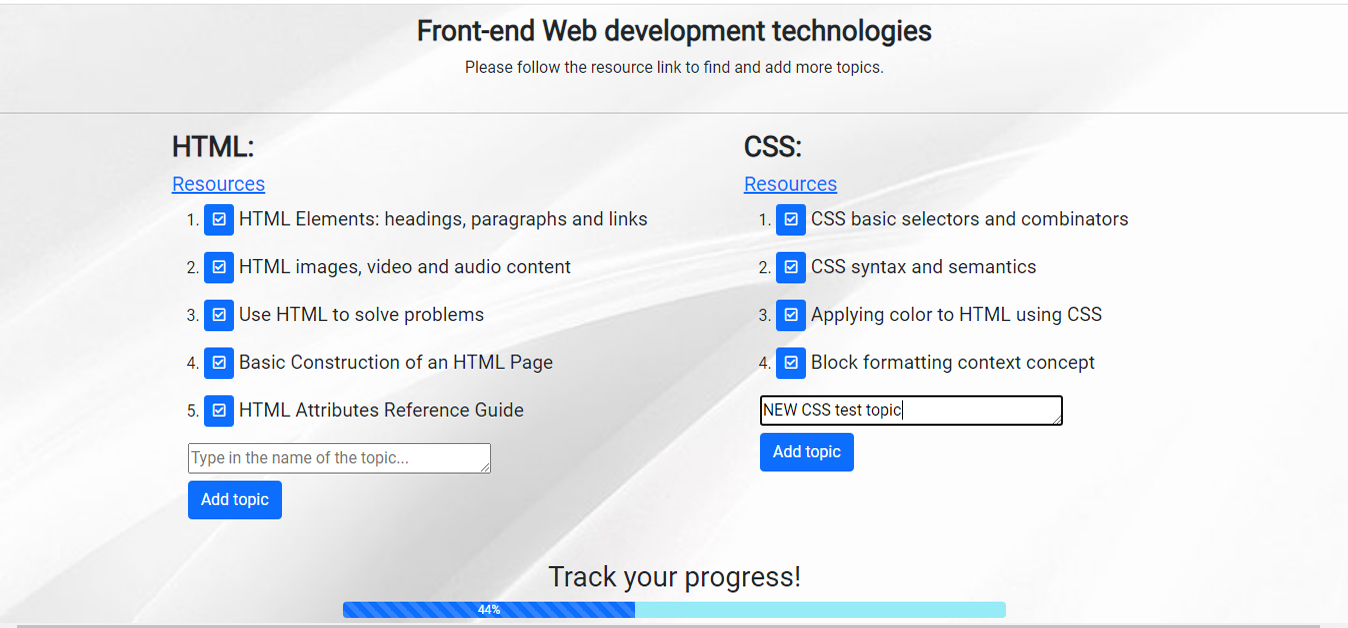 Front-end Web development technologies
Please follow the resource link to find and add more topics.
HTML:
Resources
1. HTML Elements: headings, paragraphs and links
2. HTML images, video and audio content
3. Use HTML to solve problems
4. Basic Construction of an HTML Page
5. HTML Attributes Reference Guide
Type in the name of the topic...
Add topic
CSS:
Resources
1. CSS basic selectors and combinators
2. CSS syntax and semantics
3. Applying color to HTML using CSS
4. Block formatting context concept
NEW CSS test topic
Add topic
Track your progress!
44%